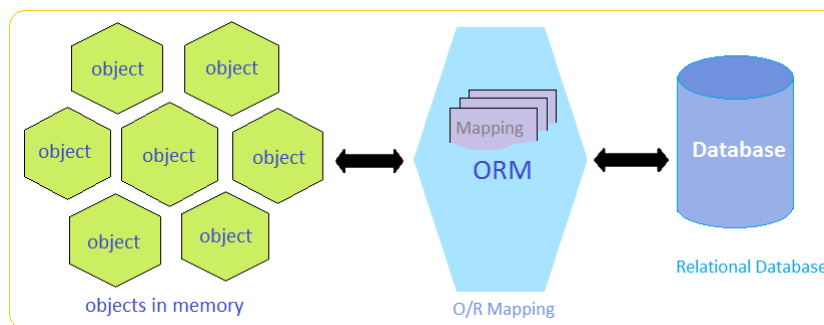 object
object
object
object
object
object
object
objects in memory
Mapping
ORM
O/R Mapping
Database
Relational Database